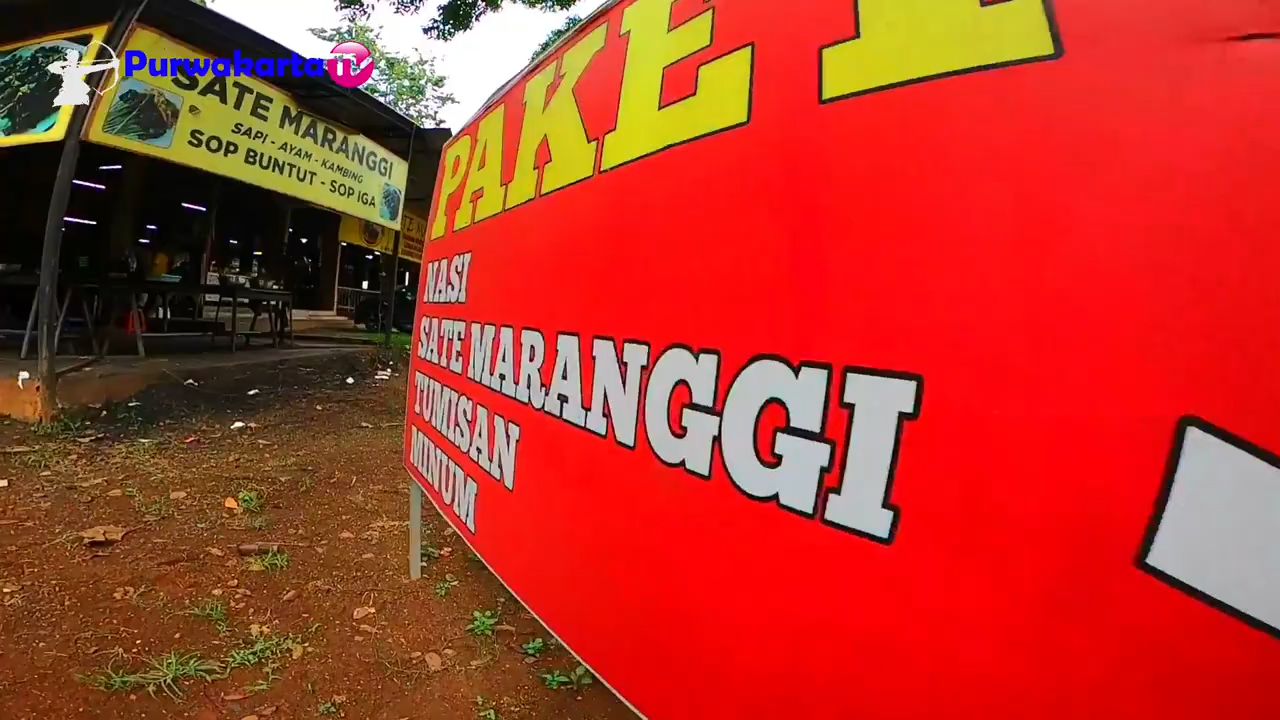 PurwakartaTV
SATE MARANGGI
SAPI - AYAM - KAMBING
SOP BUNTUT - SOP IGA
PAKET
NASI
SATE MARANGGI
TUMISAN
MINUM